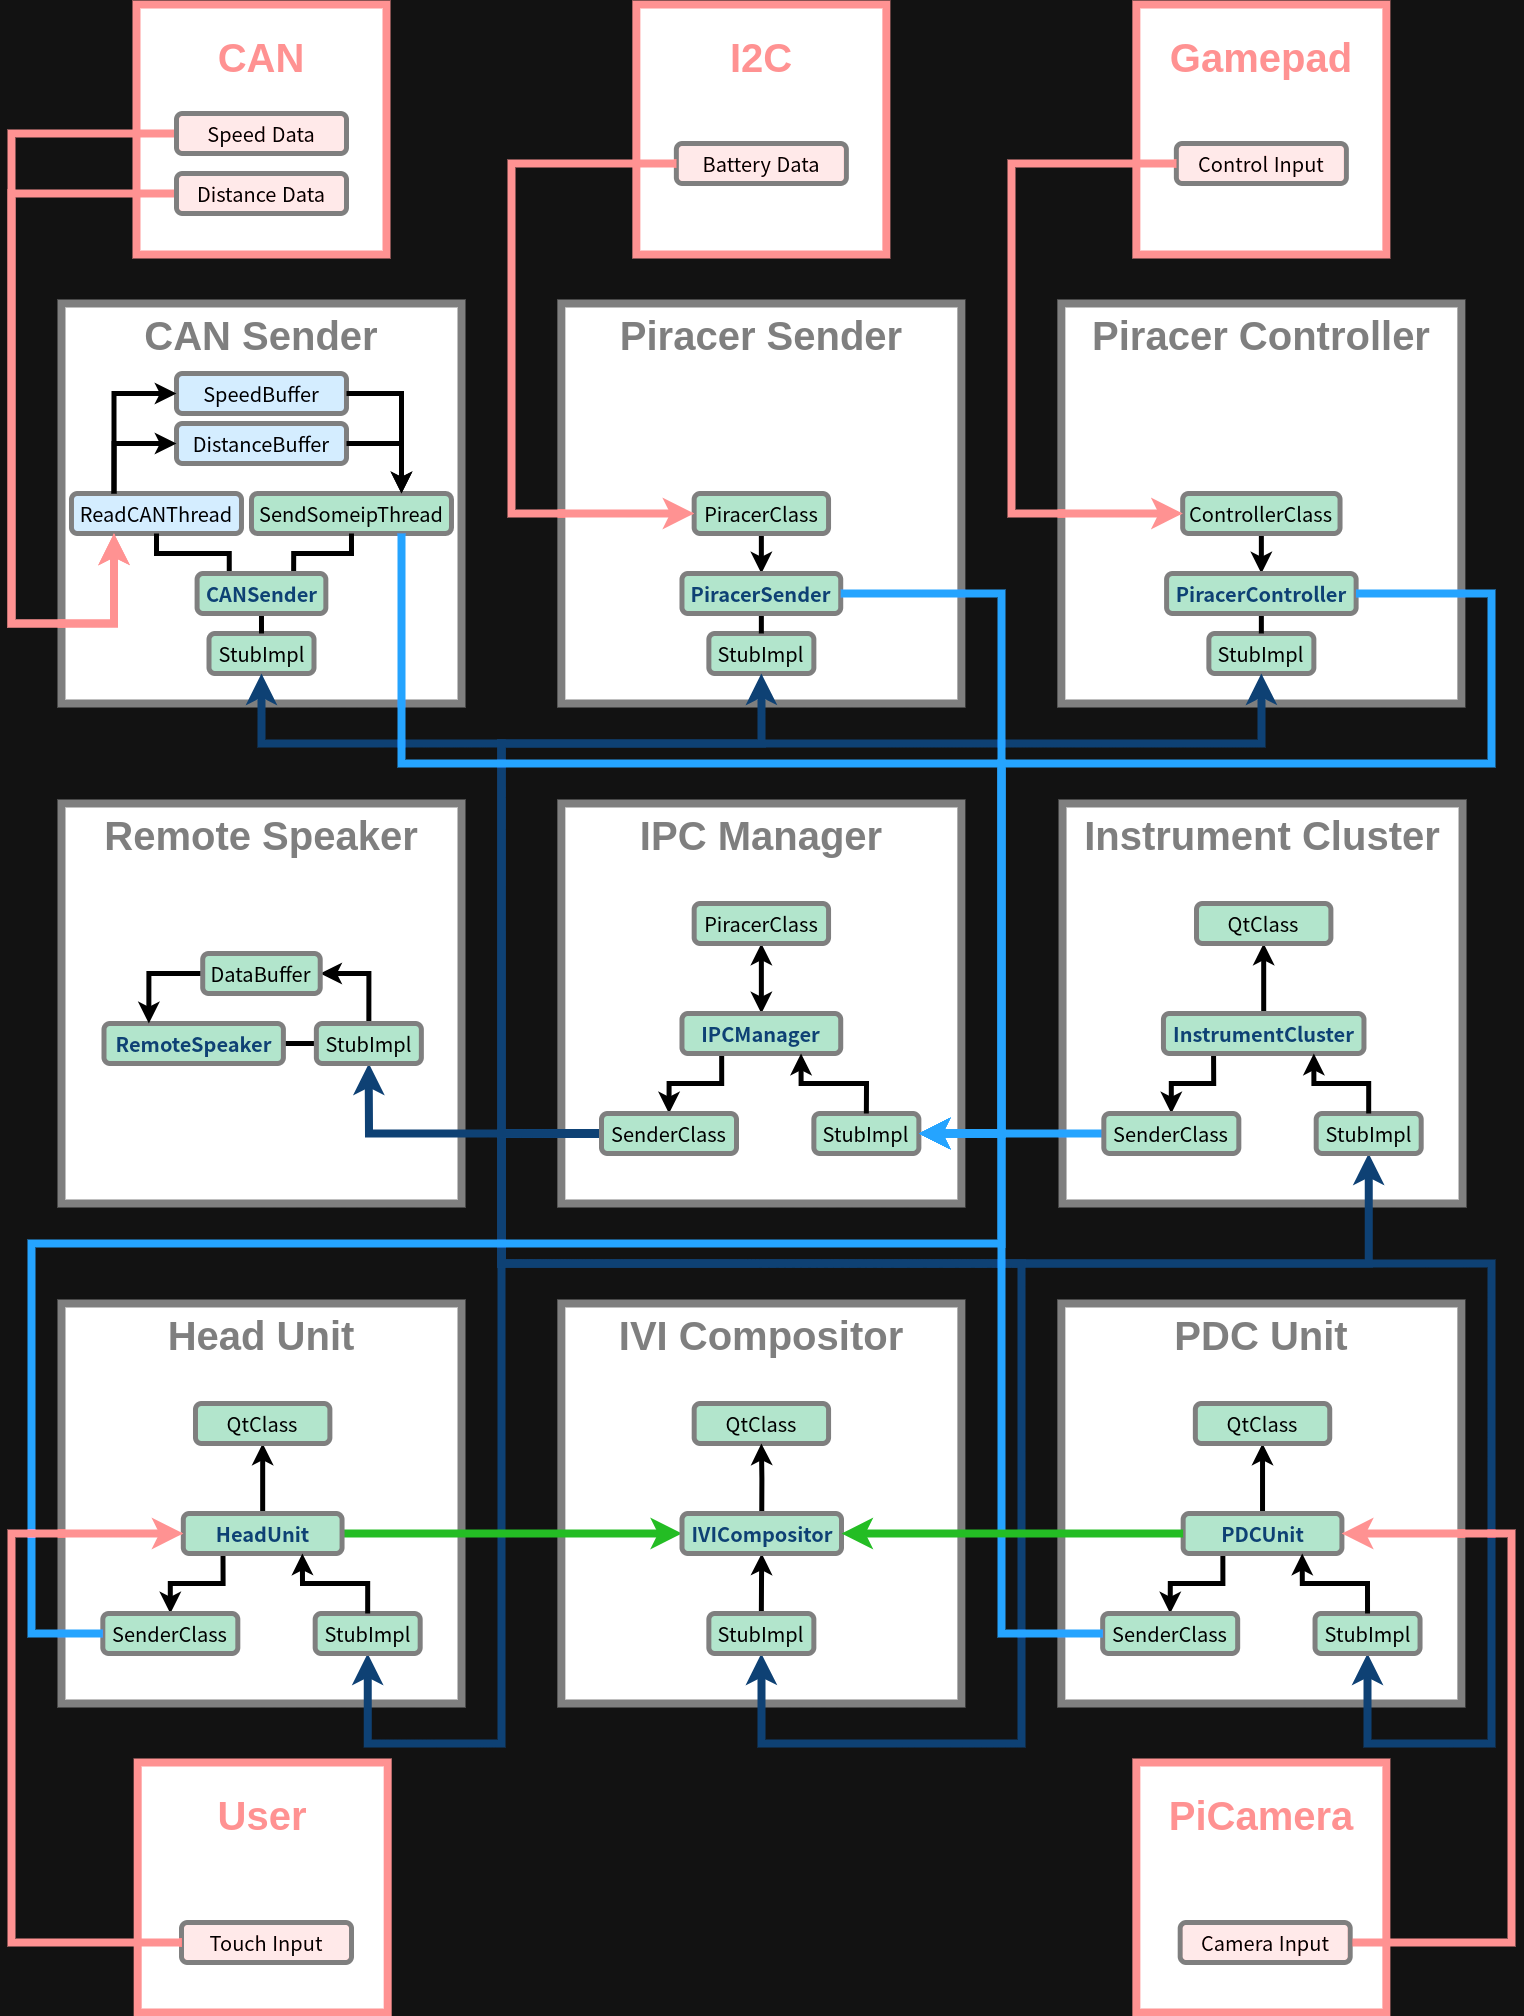 CAN
Speed Data
Distance Data
I2C
Battery Data
Gamepad
Control Input
CAN Sender
SpeedBuffer
DistanceBuffer
ReadCANThread
SendSomeipThread
CANSender
StubImpl
Piracer Sender
PiracerClass
PiracerSender
StubImpl
Piracer Controller
ControllerClass
PiracerController
StubImpl
Remote Speaker
DataBuffer
RemoteSpeaker
StubImpl
IPC Manager
PiracerClass
IPCManager
SenderClass
StubImpl
Instrument Cluster
QtClass
InstrumentCluster
SenderClass
StubImpl
Head Unit
QtClass
HeadUnit
SenderClass
StubImpl
IVI Compositor
QtClass
IVICompositor
StubImpl
PDC Unit
QtClass
PDCUnit
SenderClass
StubImpl
User
Touch Input
PiCamera
Camera Input